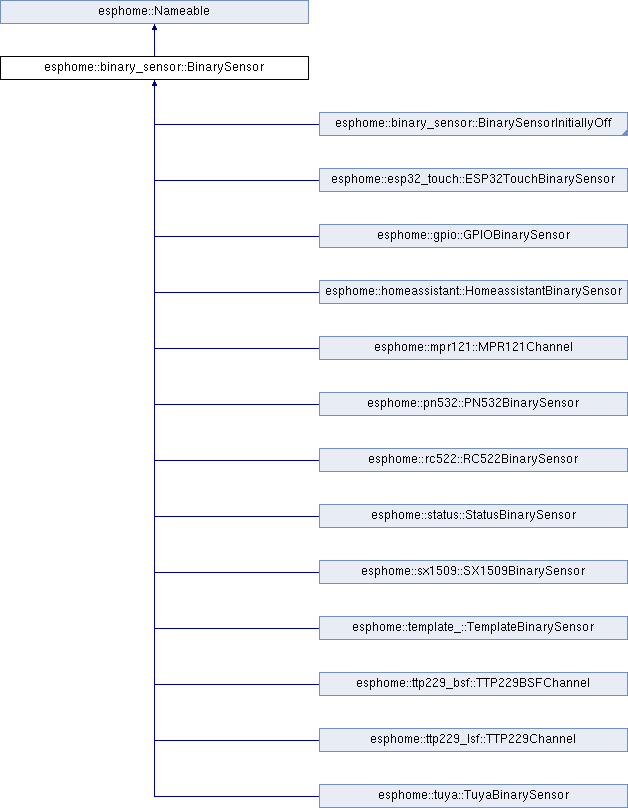 esphome::Nameable
esphome::binary_sensor::BinarySensor
esphome::binary_sensor::BinarySensorInitiallyOff
esphome::esp32_touch::ESP32TouchBinarySensor
esphome::gpio::GPIOBinarySensor
esphome::homeassistant::HomeassistantBinarySensor
esphome::mpr121::MPR121Channel
esphome::pn532::PN532BinarySensor
esphome::rc522::RC522BinarySensor
esphome::status::StatusBinarySensor
esphome::sx1509::SX1509BinarySensor
esphome::template_::TemplateBinarySensor
esphome::ttp229_bsf::TTP229BSFChannel
esphome::ttp229_lsf::TTP229Channel
esphome::tuya::TuyaBinarySensor